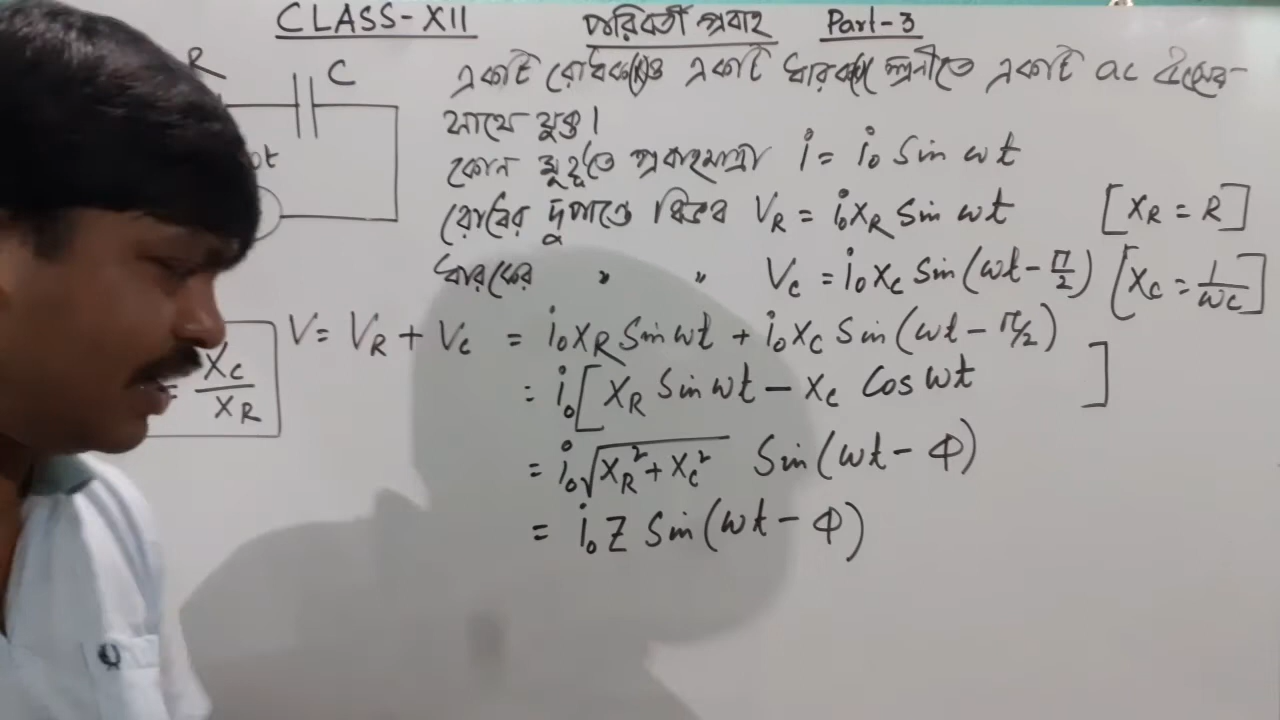 CLASS-XII পরিবর্তী প্রবাহ Part-3
R C একটি রোধক(R)ও একটি ধারক(C) শ্রেণীতে একটি ac উৎসের
সাথে যুক্ত।
ωt কোন মুহূর্তে প্রবাহমাত্রা i = i₀ Sin ωt
রোধের দুপ্রান্তে বিভব V_R = i₀X_R Sin ωt [X_R = R]
ধারকের " " V_C = i₀X_C Sin(ωt - π/2) [X_C = 1/ωC]
V = V_R + V_C = i₀X_R Sin ωt + i₀X_C Sin(ωt - π/2)
= X_C/X_R
= i₀[X_R Sin ωt - X_C Cos ωt ]
= i₀√(X_R² + X_C²) Sin(ωt - Φ)
= i₀Z Sin(ωt - Φ)